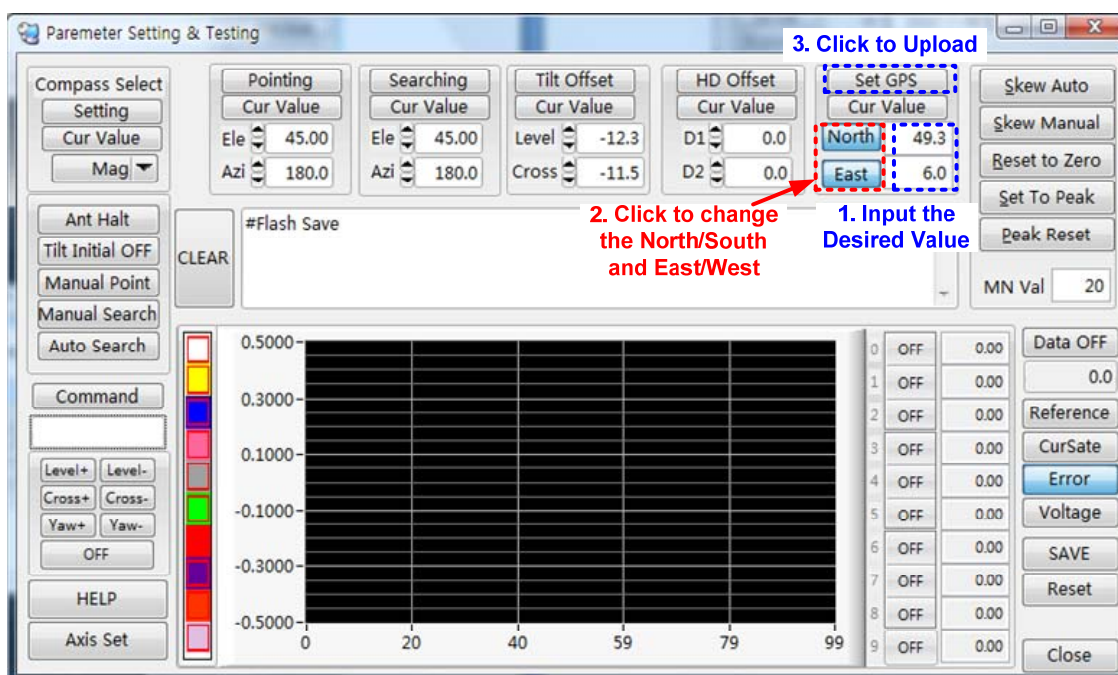 Paremeter Setting & Testing
3. Click to Upload
Compass Select
Setting
Cur Value
Mag
Pointing
Cur Value
Ele 45.00
Azi 180.0
Searching
Cur Value
Ele 45.00
Azi 180.0
Tilt Offset
Cur Value
Level -12.3
Cross -11.5
HD Offset
Cur Value
D1 0.0
D2 0.0
Set GPS
Cur Value
North 49.3
East 6.0
Skew Auto
Skew Manual
Reset to Zero
Set To Peak
Peak Reset
MN Val 20
2. Click to change
the North/South
and East/West
1. Input the
Desired Value
Ant Halt
Tilt Initial OFF
Manual Point
Manual Search
Auto Search
CLEAR
#Flash Save
Command
Level+ Level-
Cross+ Cross-
Yaw+ Yaw-
OFF
HELP
Axis Set
0.5000
0.3000
0.1000
-0.1000
-0.3000
-0.5000
0 20 40 59 79 99
0 OFF 0.00
1 OFF 0.00
2 OFF 0.00
3 OFF 0.00
4 OFF 0.00
5 OFF 0.00
6 OFF 0.00
7 OFF 0.00
8 OFF 0.00
9 OFF 0.00
Data OFF
0.0
Reference
CurSate
Error
Voltage
SAVE
Reset
Close